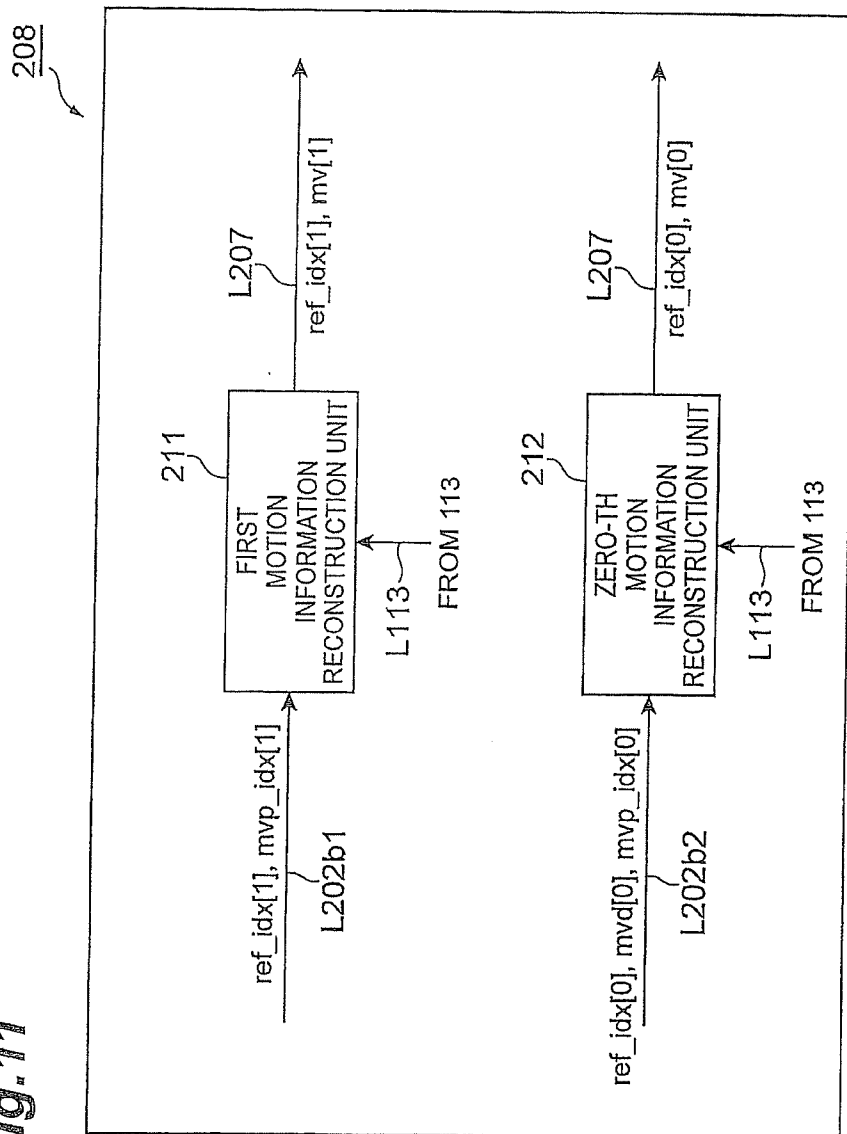 Fig.11
208
211
FIRST
MOTION
INFORMATION
RECONSTRUCTION UNIT
ref_idx[1], mvp_idx[1]
L202b1
L113
FROM 113
L207
ref_idx[1], mv[1]
212
ZERO-TH
MOTION
INFORMATION
RECONSTRUCTION UNIT
ref_idx[0], mvd[0], mvp_idx[0]
L202b2
L113
FROM 113
L207
ref_idx[0], mv[0]